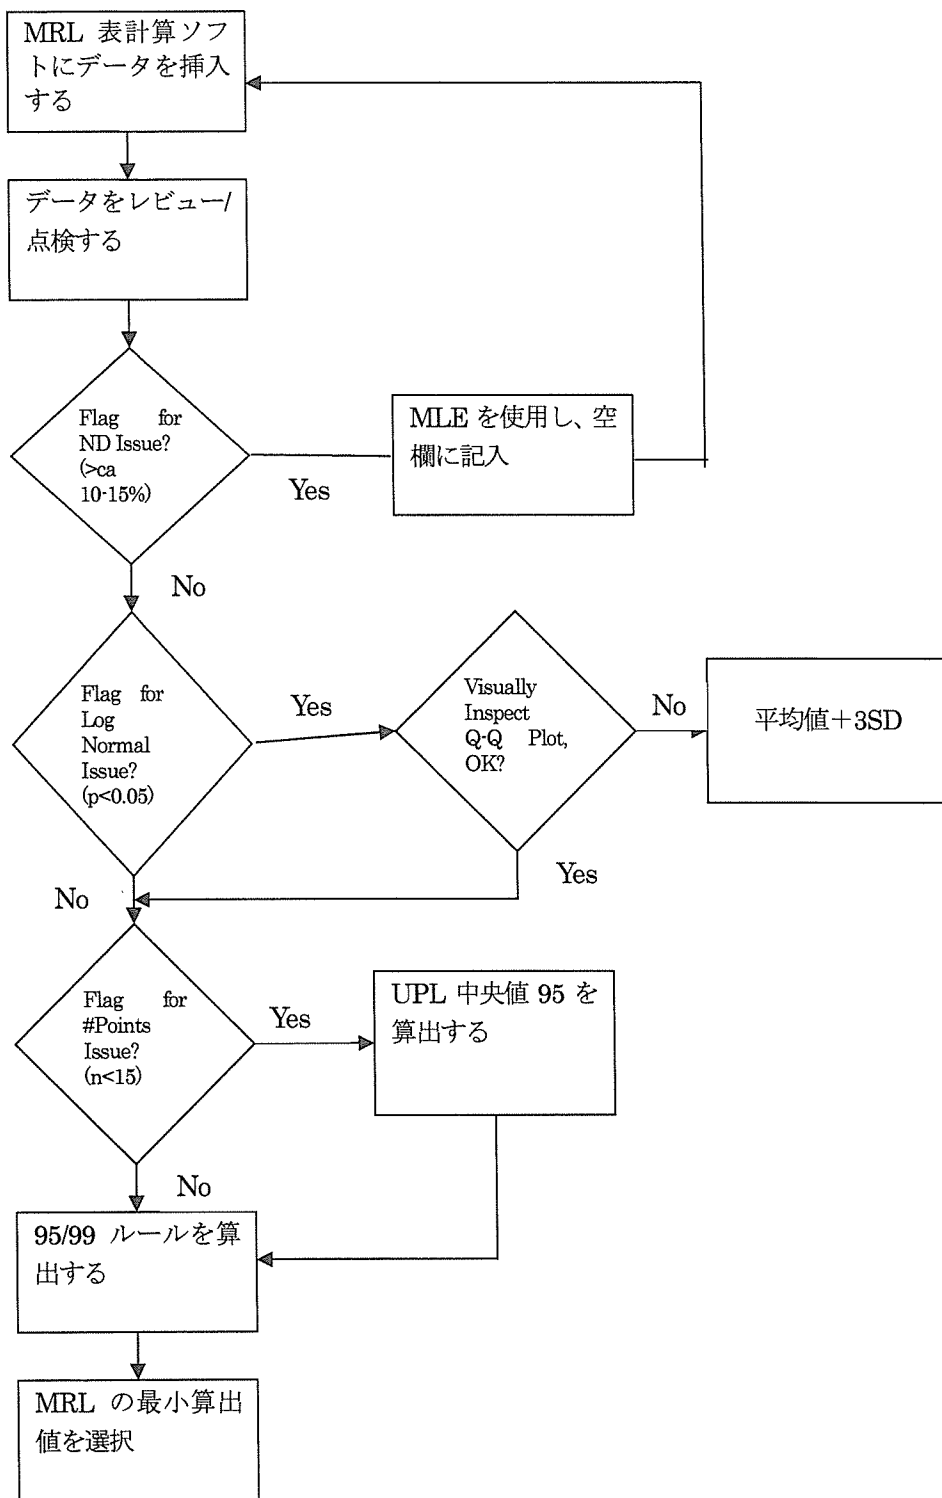 MRL 表計算ソフ
トにデータを挿入
する
データをレビュー/
点検する
Flag for
ND Issue?
(>ca
10-15%)
Yes
MLE を使用し、空
欄に記入
No
Flag for
Log
Normal
Issue?
(p<0.05)
Yes
Visually
Inspect
Q-Q Plot,
OK?
No
平均値＋3SD
Yes
No
Flag for
#Points
Issue?
(n<15)
Yes
UPL 中央値 95 を
算出する
No
95/99 ルールを算
出する
MRL の最小算出
値を選択